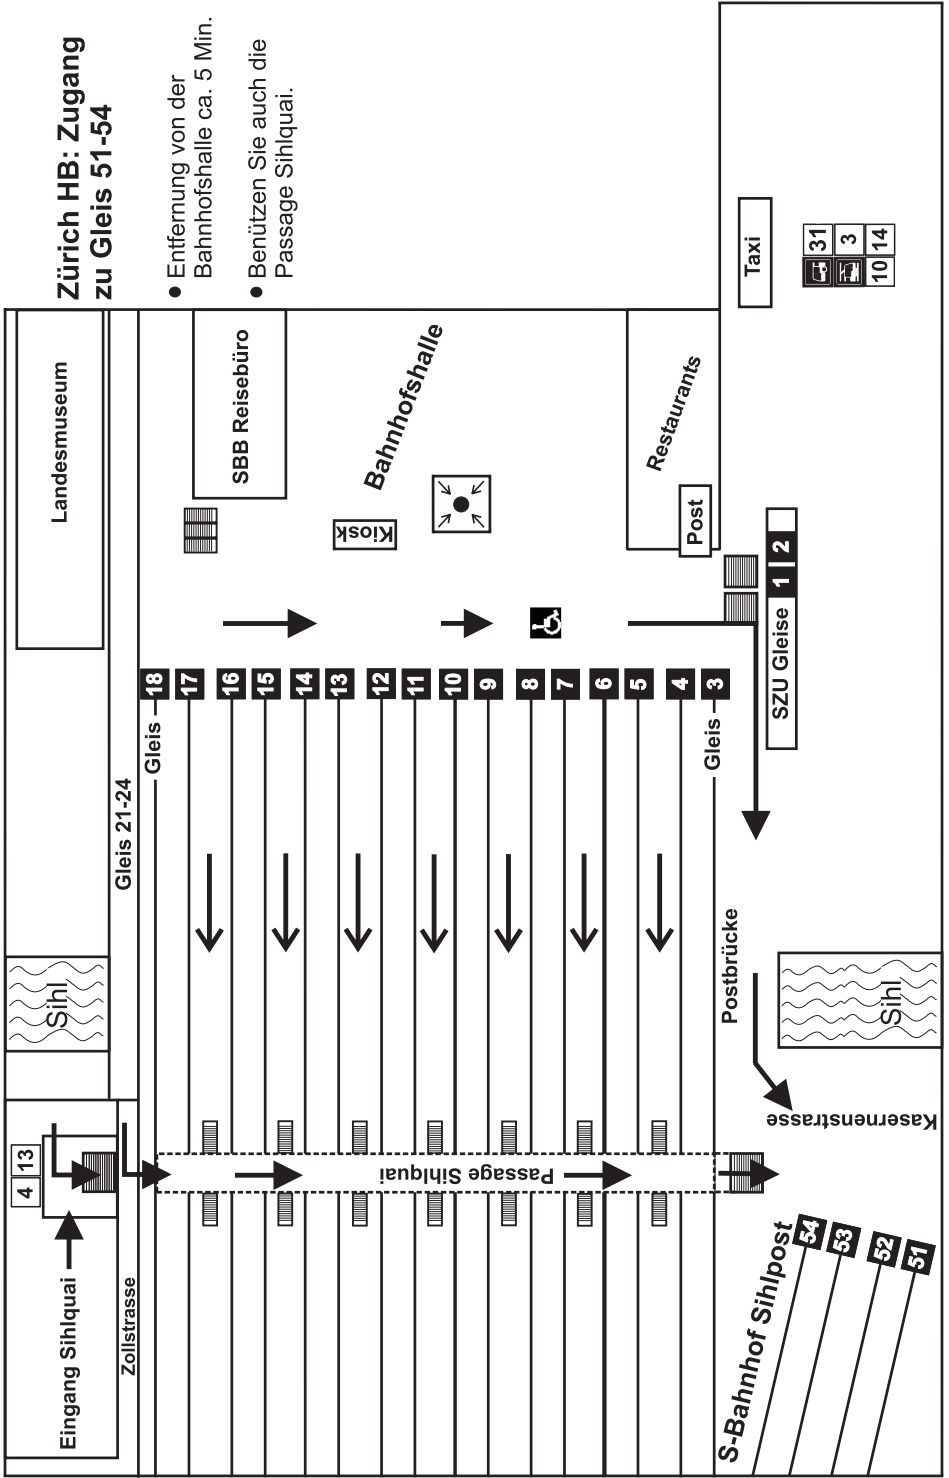 Zürich HB: Zugang
zu Gleis 51-54
● Entfernung von der
Bahnhofshalle ca. 5 Min.
● Benützen Sie auch die
Passage Sihlquai.
Landesmuseum
SBB Reisebüro
Bahnhofshalle
Kiosk
Restaurants
Post
Taxi
31
3
10 14
SZU Gleise 1 | 2
Gleis 21-24
Gleis 18
17
16
15
14
13
12
11
10
9
8
7
6
5
4
Gleis 3
Sihl
Postbrücke
Sihl
Kasernenstrasse
4 13
Eingang Sihlquai
Zollstrasse
Passage Sihlquai
S-Bahnhof Sihlpost
54
53
52
51